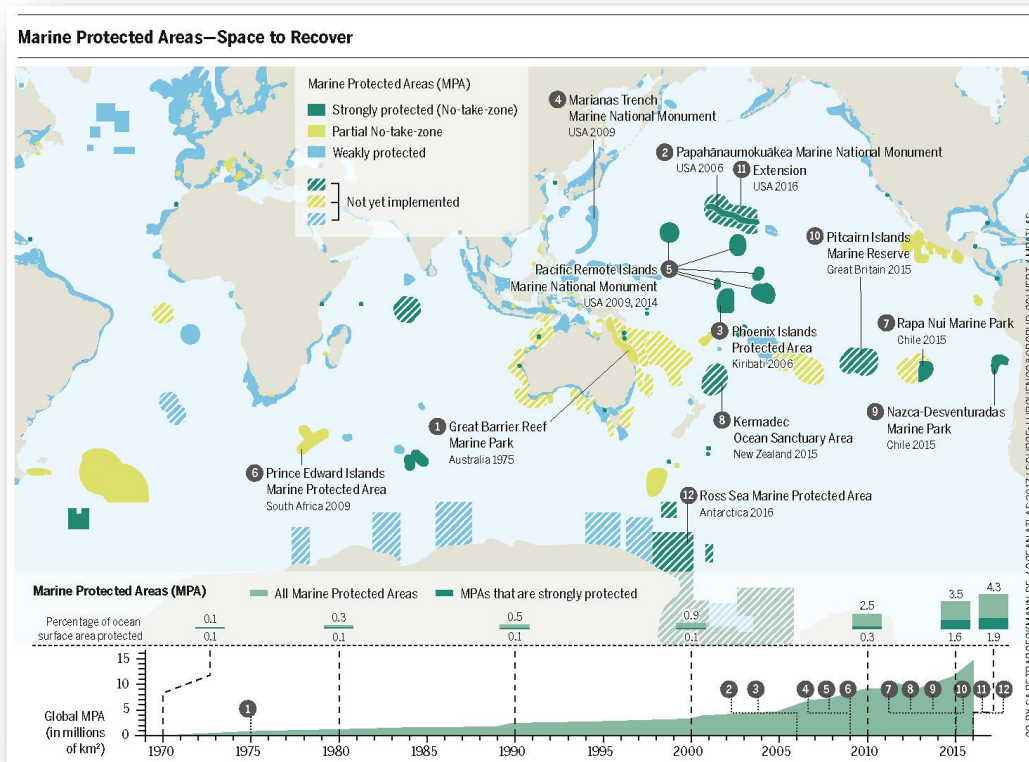 Marine Protected Areas—Space to Recover
Marine Protected Areas (MPA)
Strongly protected (No-take-zone)
Partial No-take-zone
Weakly protected
Not yet implemented
4 Marianas Trench
Marine National Monument
USA 2009
2 Papahānaumokuākea Marine National Monument
USA 2006
11 Extension
USA 2016
10 Pitcairn Islands
Marine Reserve
Great Britain 2015
Pacific Remote Islands 5
Marine National Monument
USA 2009, 2014
3 Phoenix Islands
Protected Area
Kiribati 2006
7 Rapa Nui Marine Park
Chile 2015
1 Great Barrier Reef
Marine Park
Australia 1975
8 Kermadec
Ocean Sanctuary Area
New Zealand 2015
9 Nazca-Desventuradas
Marine Park
Chile 2015
6 Prince Edward Islands
Marine Protected Area
South Africa 2009
12 Ross Sea Marine Protected Area
Antarctica 2016
Marine Protected Areas (MPA)
All Marine Protected Areas
MPAs that are strongly protected
Percentage of ocean
surface area protected
0.1 0.3 0.5 0.9 2.5 3.5 4.3
0.1 0.1 0.1 0.1 0.3 1.6 1.9
Global MPA
(in millions
of km²)
15
10
5
0
1 2 3 4 5 6 7 8 9 10 11 12
1970 1975 1980 1985 1990 1995 2000 2005 2010 2015